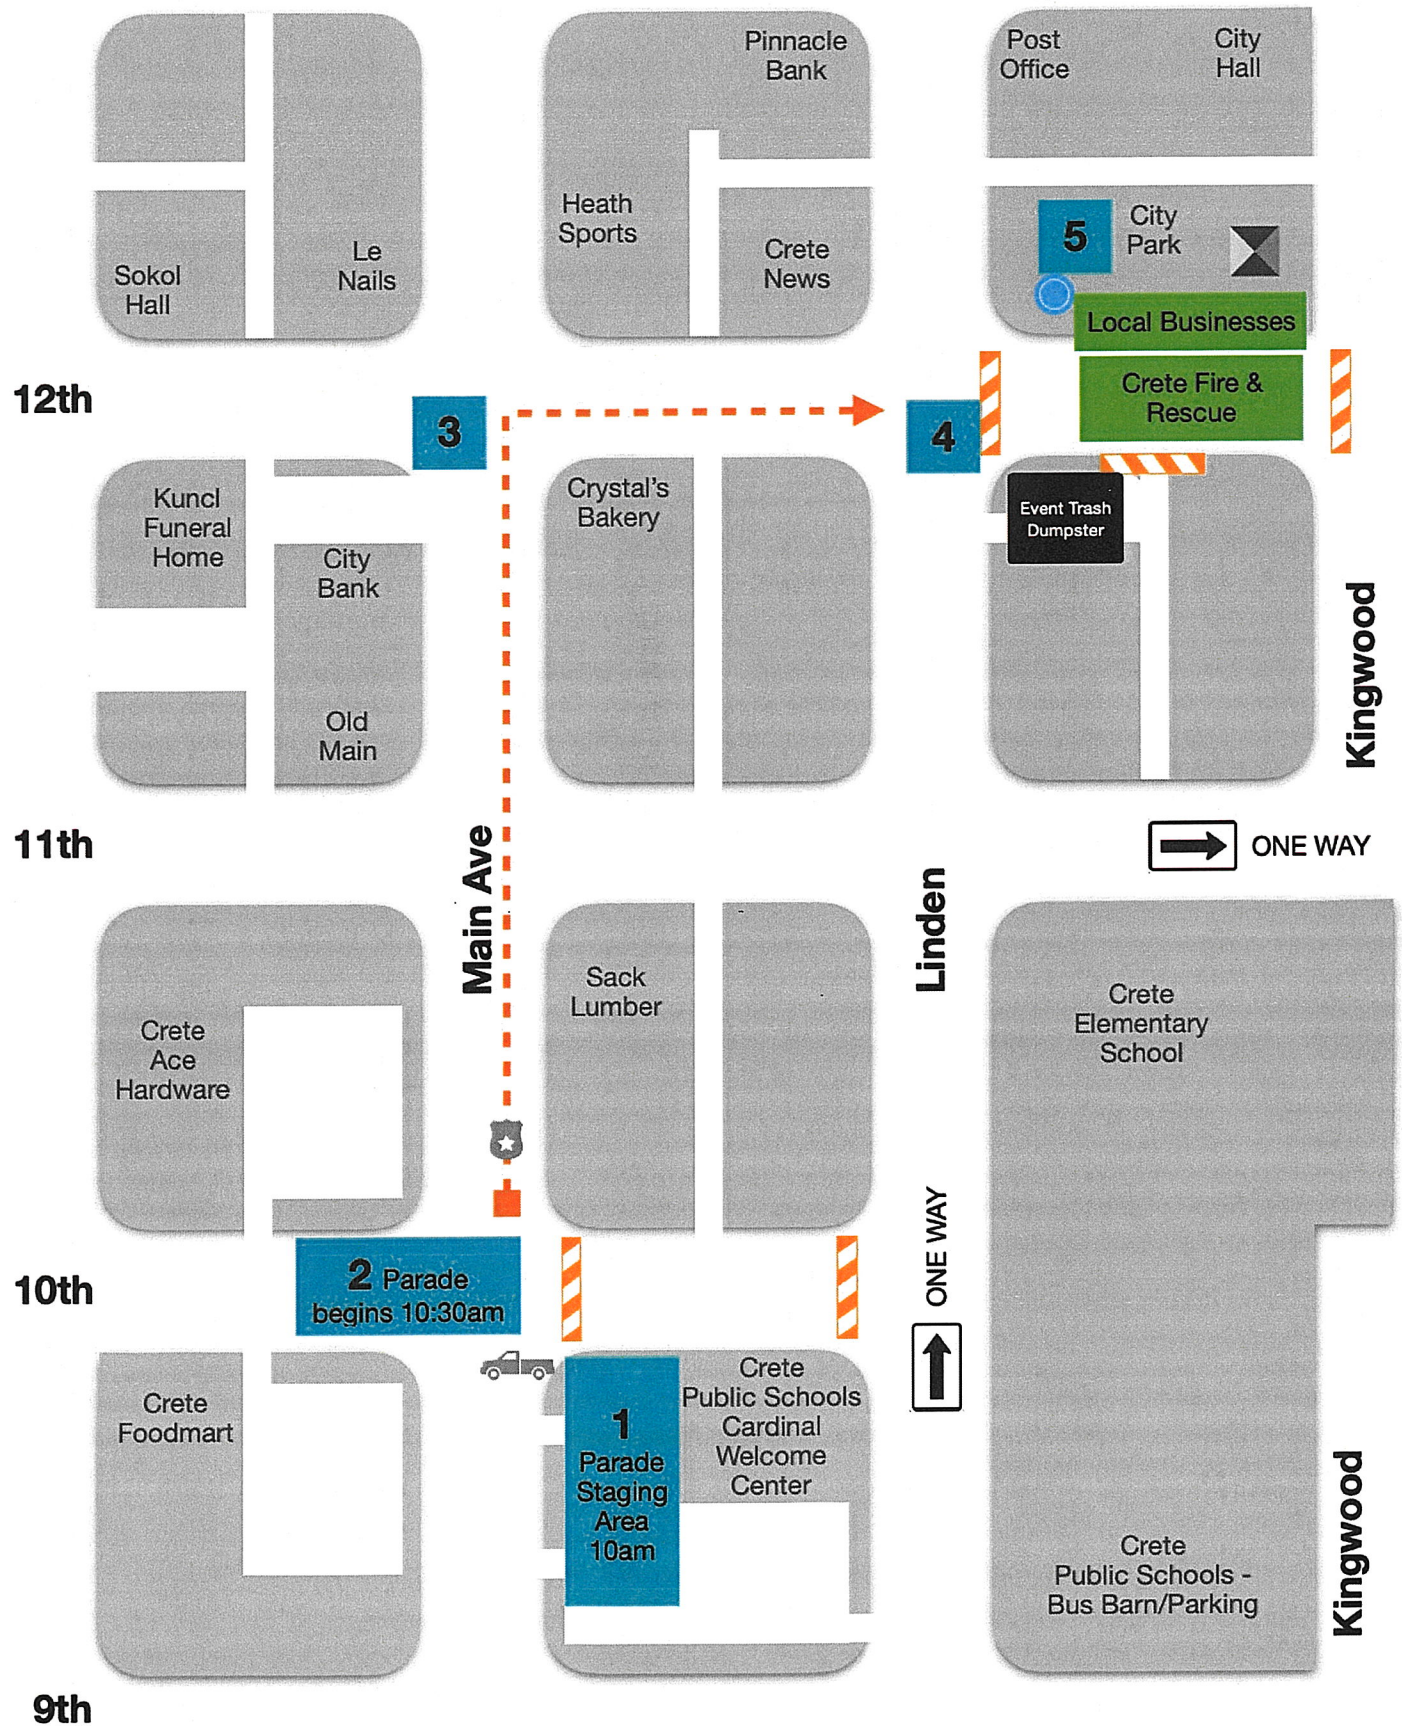 Pinnacle
Bank
Post
Office
City
Hall
Heath
Sports
5
City
Park
Sokol
Hall
Le
Nails
Crete
News
Local Businesses
12th
3
4
Crete Fire &
Rescue
Kuncl
Funeral
Home
Crystal's
Bakery
Event Trash
Dumpster
City
Bank
Old
Main
Kingwood
11th
Main Ave
ONE WAY
Linden
Crete
Ace
Hardware
Sack
Lumber
Crete
Elementary
School
10th
2 Parade
begins 10:30am
ONE WAY
Crete
Foodmart
1
Parade
Staging
Area
10am
Crete
Public Schools
Cardinal
Welcome
Center
Crete
Public Schools -
Bus Barn/Parking
Kingwood
9th